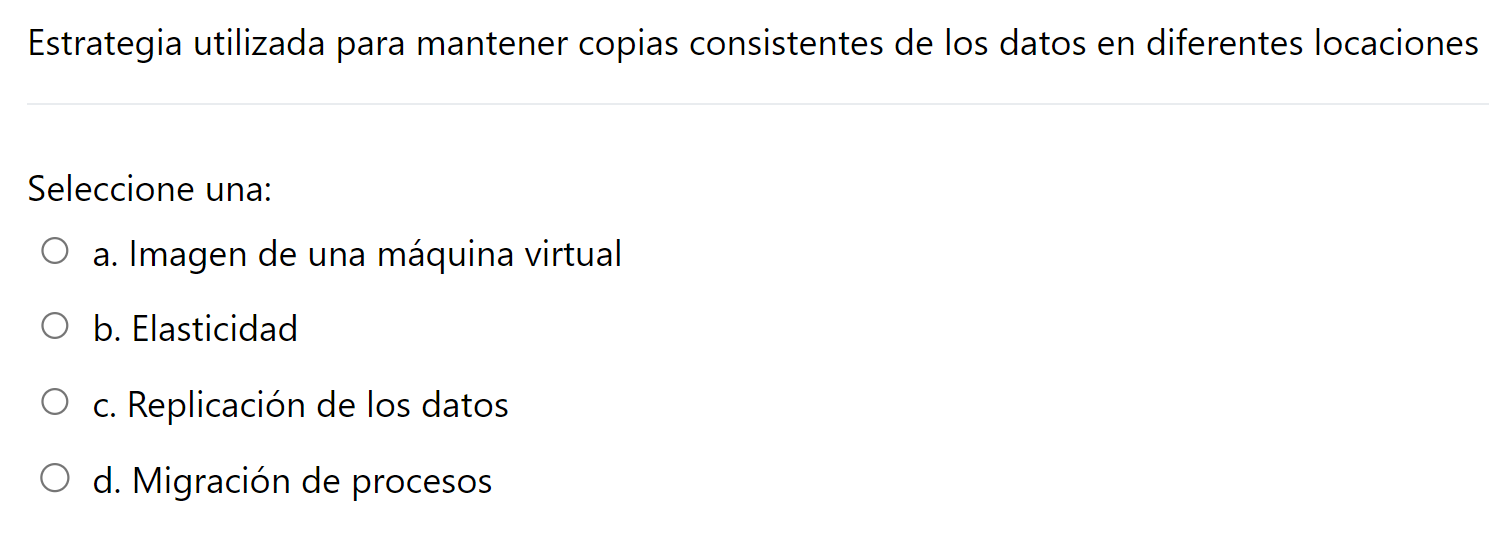 Estrategia utilizada para mantener copias consistentes de los datos en diferentes locaciones
Seleccione una:
a. Imagen de una máquina virtual
b. Elasticidad
c. Replicación de los datos
d. Migración de procesos